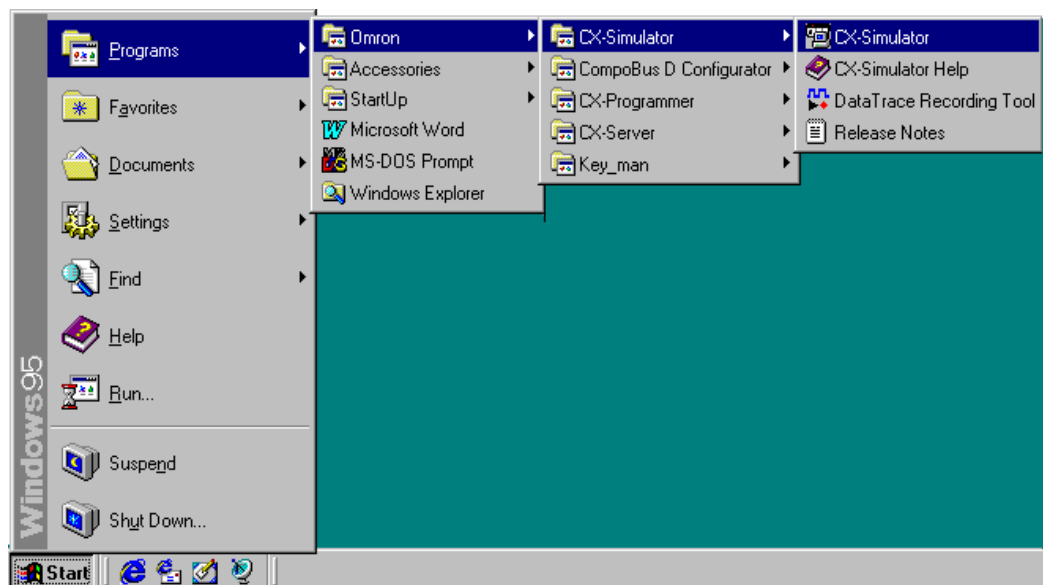 Programs
Favorites
Documents
Settings
Find
Help
Run...
Suspend
Shut Down...
Windows95
Start
Omron
Accessories
StartUp
Microsoft Word
MS-DOS Prompt
Windows Explorer
CX-Simulator
CompoBus D Configurator
CX-Programmer
CX-Server
Key_man
CX-Simulator
CX-Simulator Help
DataTrace Recording Tool
Release Notes